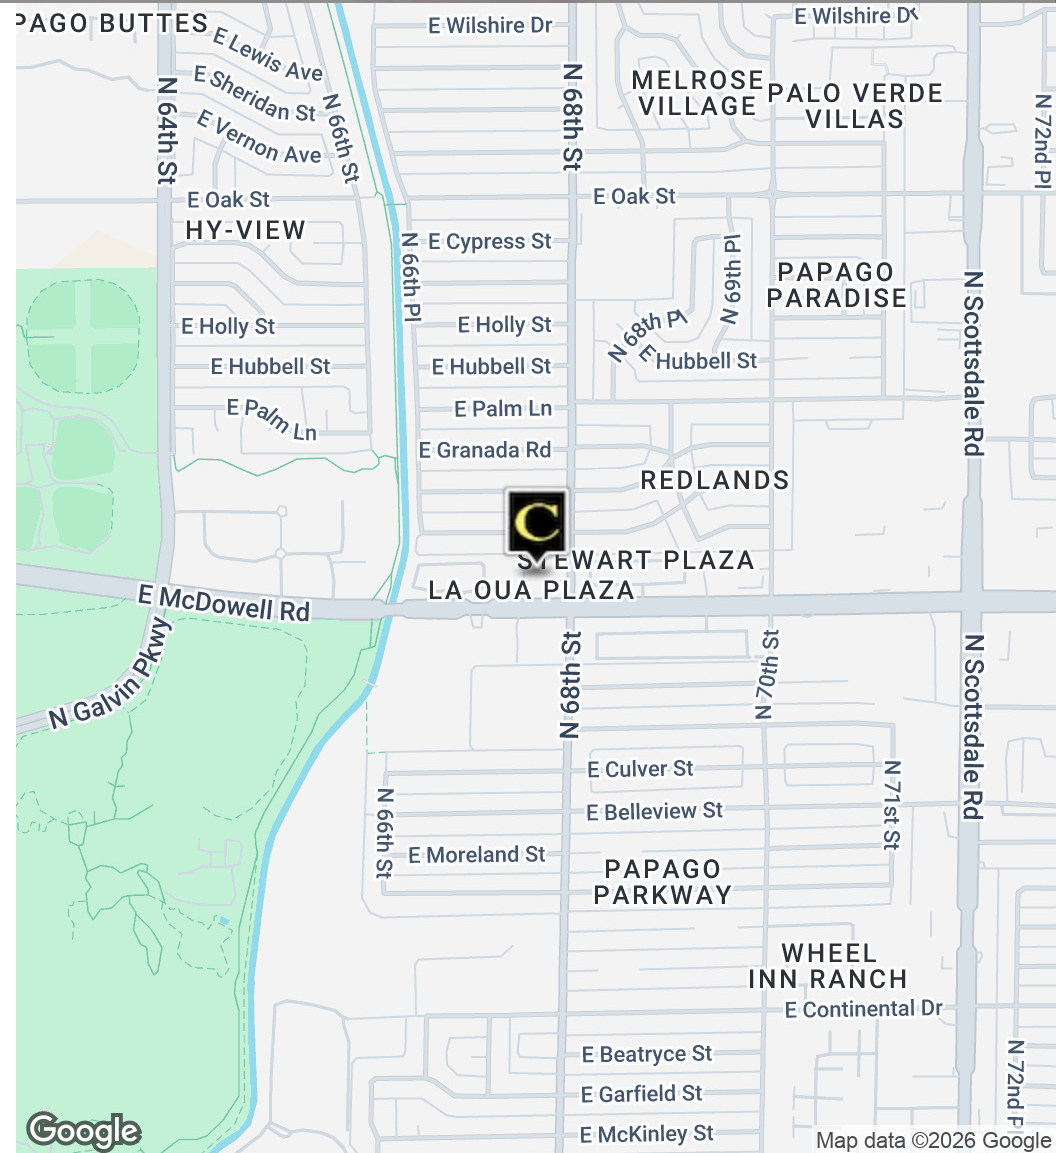 PAGO BUTTES
E Lewis Ave
E Sheridan St
E Vernon Ave
N 64th St
N 66th St
E Wilshire Dr
N 68th St
MELROSE
VILLAGE
E Wilshire Dr
PALO VERDE
VILLAS
N 72nd Pl
E Oak St
E Oak St
HY-VIEW
N 66th Pl
E Cypress St
N 69th Pl
PAPAGO
PARADISE
N Scottsdale Rd
E Holly St
E Holly St
N 68th Pl
E Hubbell St
E Hubbell St
E Hubbell St
E Palm Ln
E Palm Ln
E Granada Rd
REDLANDS
C
STEWART PLAZA
LA OUA PLAZA
E McDowell Rd
N Galvin Pkwy
N 68th St
N 70th St
N Scottsdale Rd
E Culver St
N 66th St
E Belleview St
N 71st St
E Moreland St
PAPAGO
PARKWAY
WHEEL
INN RANCH
E Continental Dr
E Beatryce St
N 72nd Pl
E Garfield St
E McKinley St
Google
Map data ©2026 Google